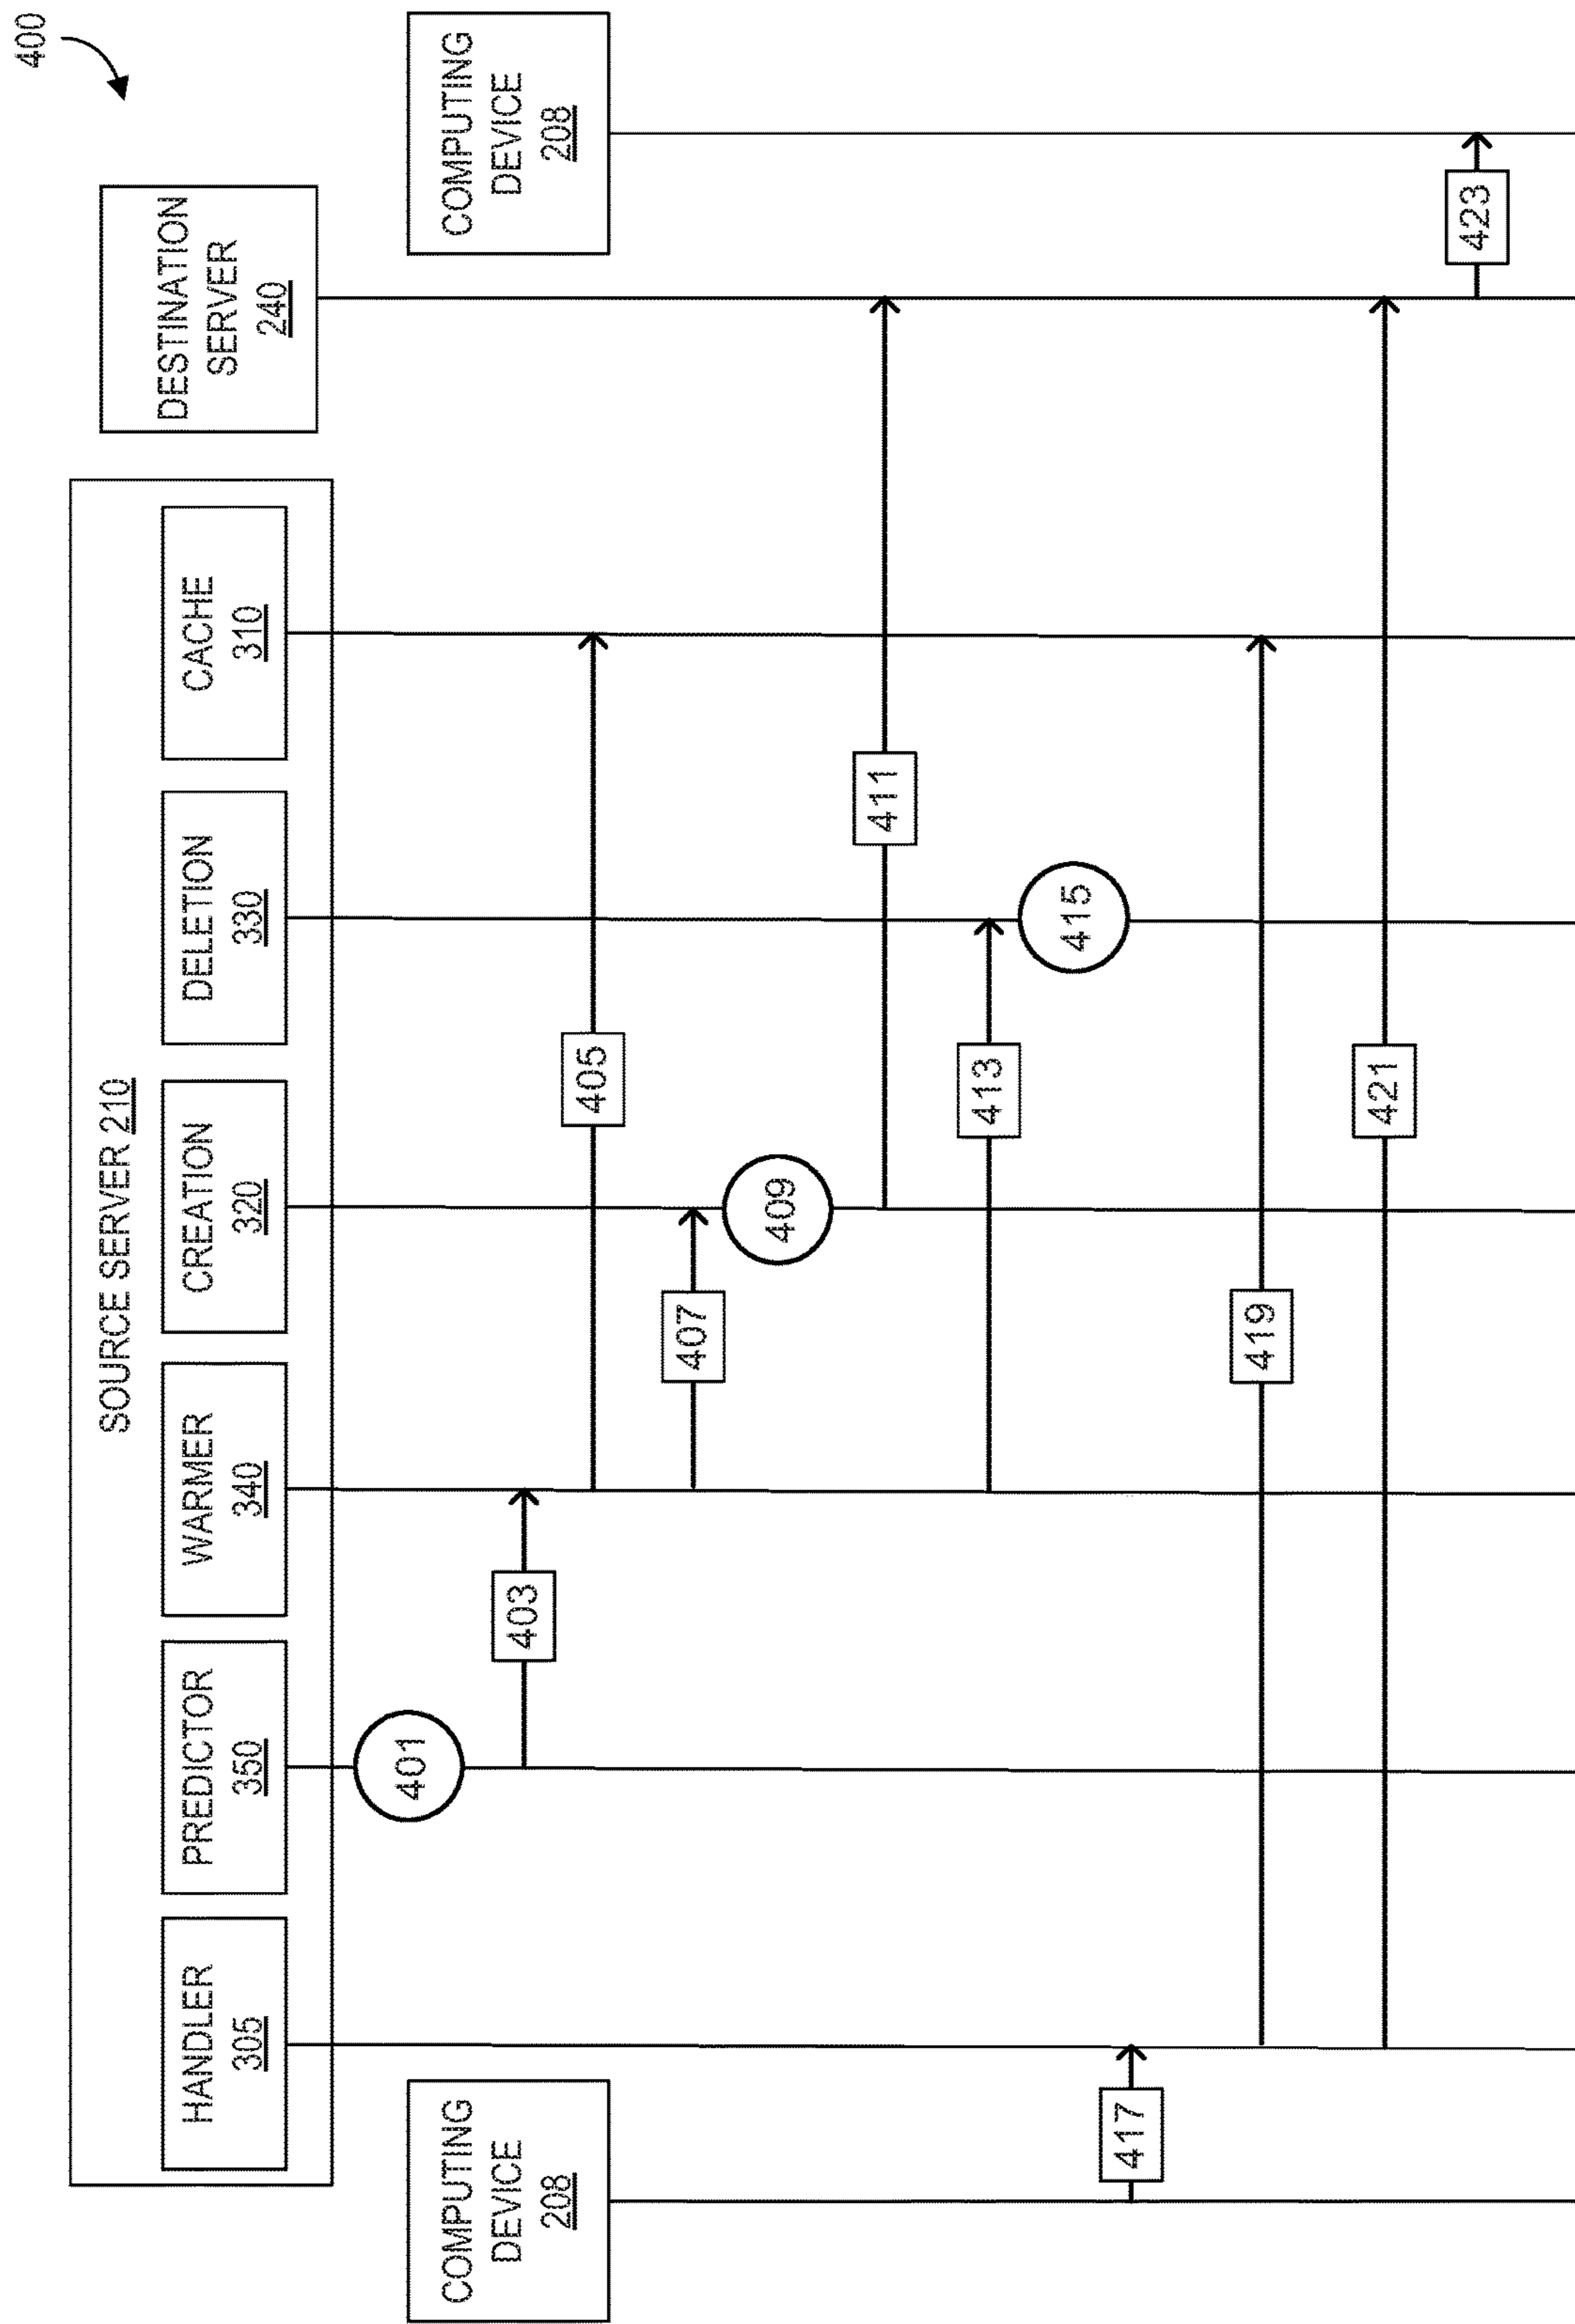 400
SOURCE SERVER 210
HANDLER
305
PREDICTOR
350
WARMER
340
CREATION
320
DELETION
330
CACHE
310
DESTINATION
SERVER
240
COMPUTING
DEVICE
208
COMPUTING
DEVICE
208
401
403
405
407
409
411
413
415
417
419
421
423